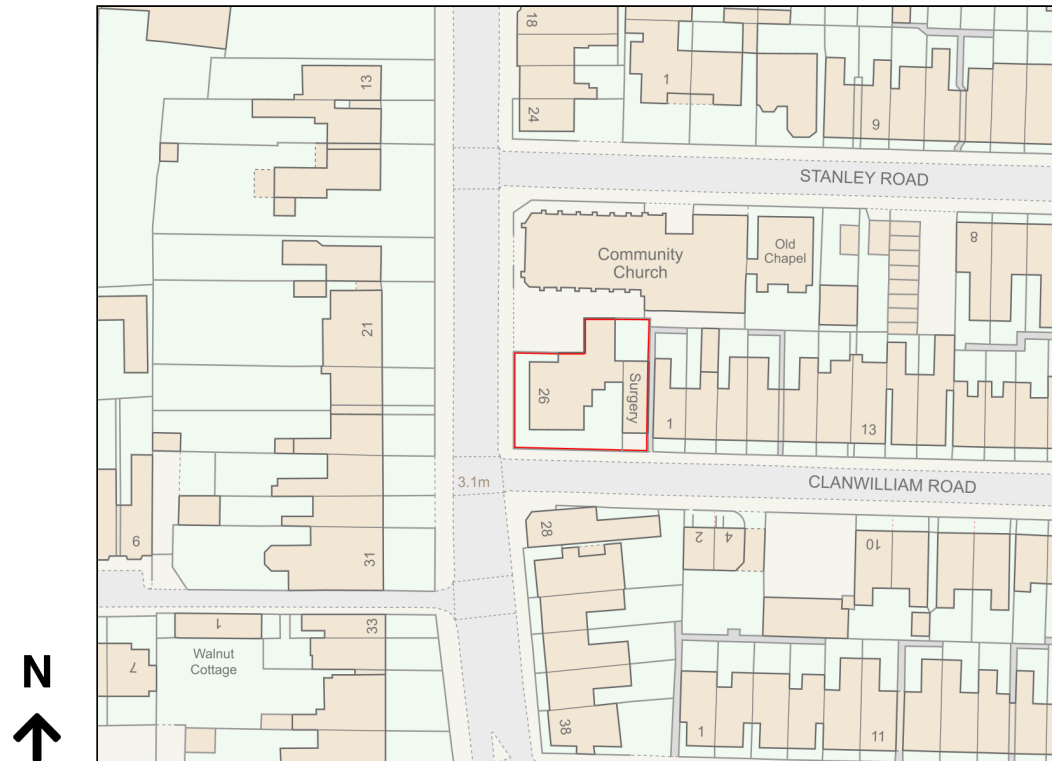 18
13
1
24
9
STANLEY ROAD
8
Community
Church
Old
Chapel
21
26
Surgery
1
13
3.1m
CLANWILLIAM ROAD
28
2
4
10
6
31
1
33
Walnut
Cottage
7
38
1
11
N